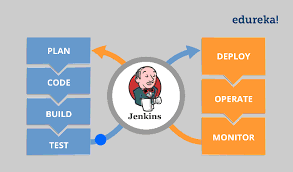 edureka!
PLAN
CODE
BUILD
TEST
Jenkins
DEPLOY
OPERATE
MONITOR